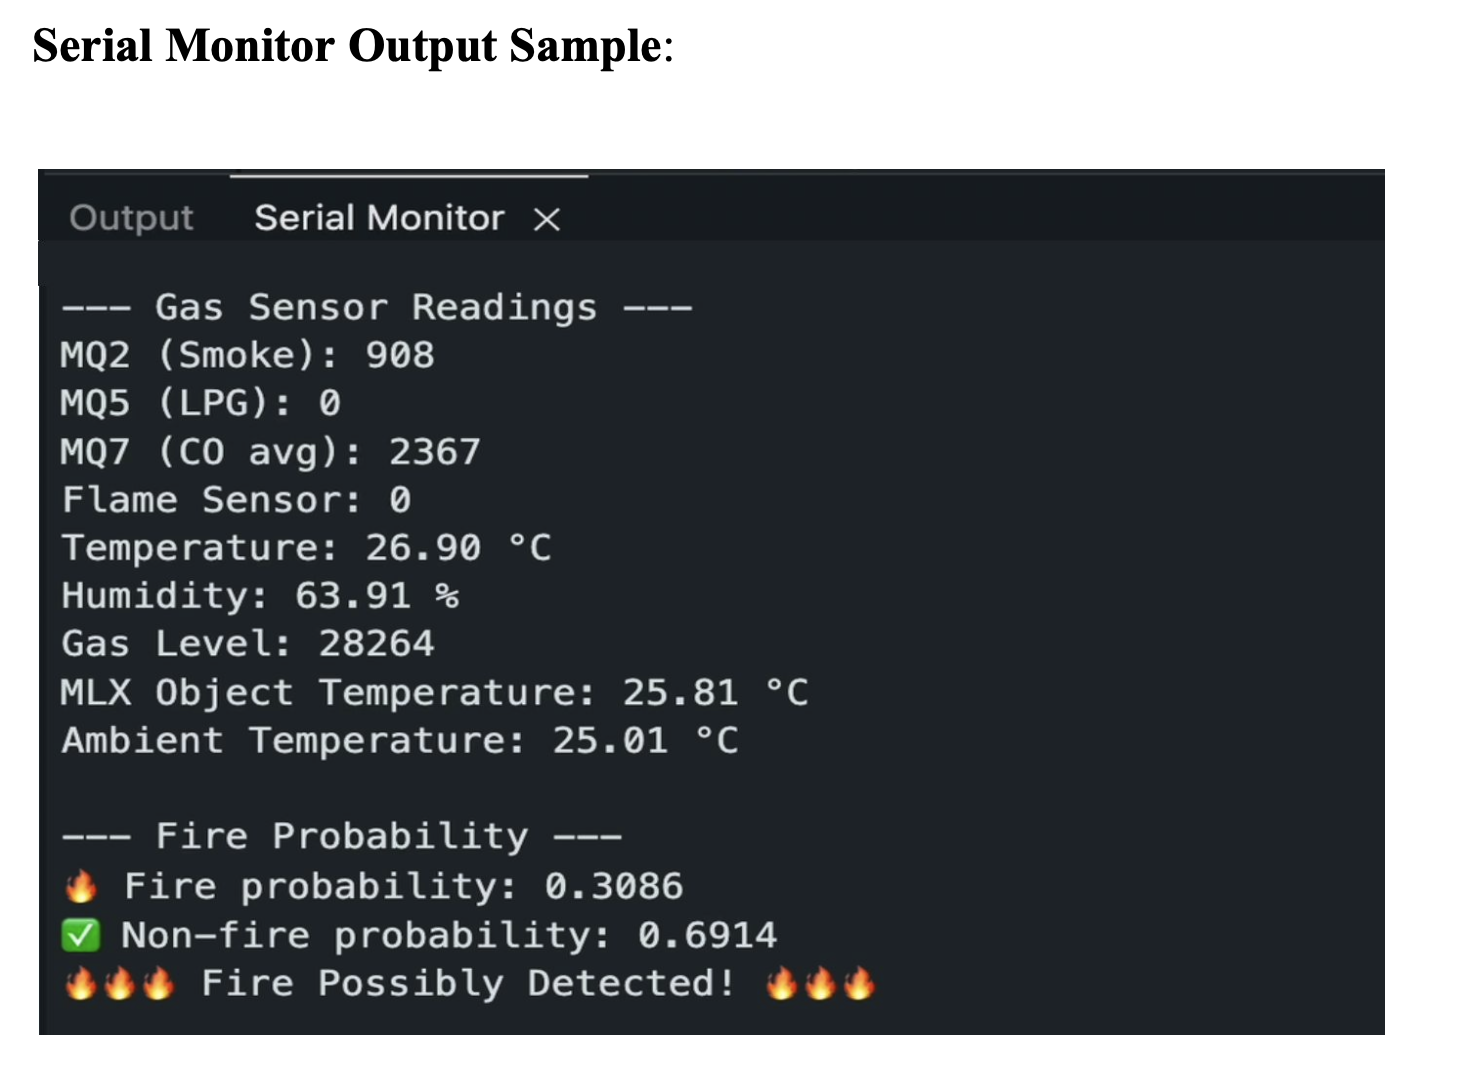 Serial Monitor Output Sample:
Output Serial Monitor ×
--- Gas Sensor Readings ---
MQ2 (Smoke): 908
MQ5 (LPG): 0
MQ7 (CO avg): 2367
Flame Sensor: 0
Temperature: 26.90 °C
Humidity: 63.91 %
Gas Level: 28264
MLX Object Temperature: 25.81 °C
Ambient Temperature: 25.01 °C
--- Fire Probability ---
🔥 Fire probability: 0.3086
✅ Non-fire probability: 0.6914
🔥🔥🔥 Fire Possibly Detected! 🔥🔥🔥